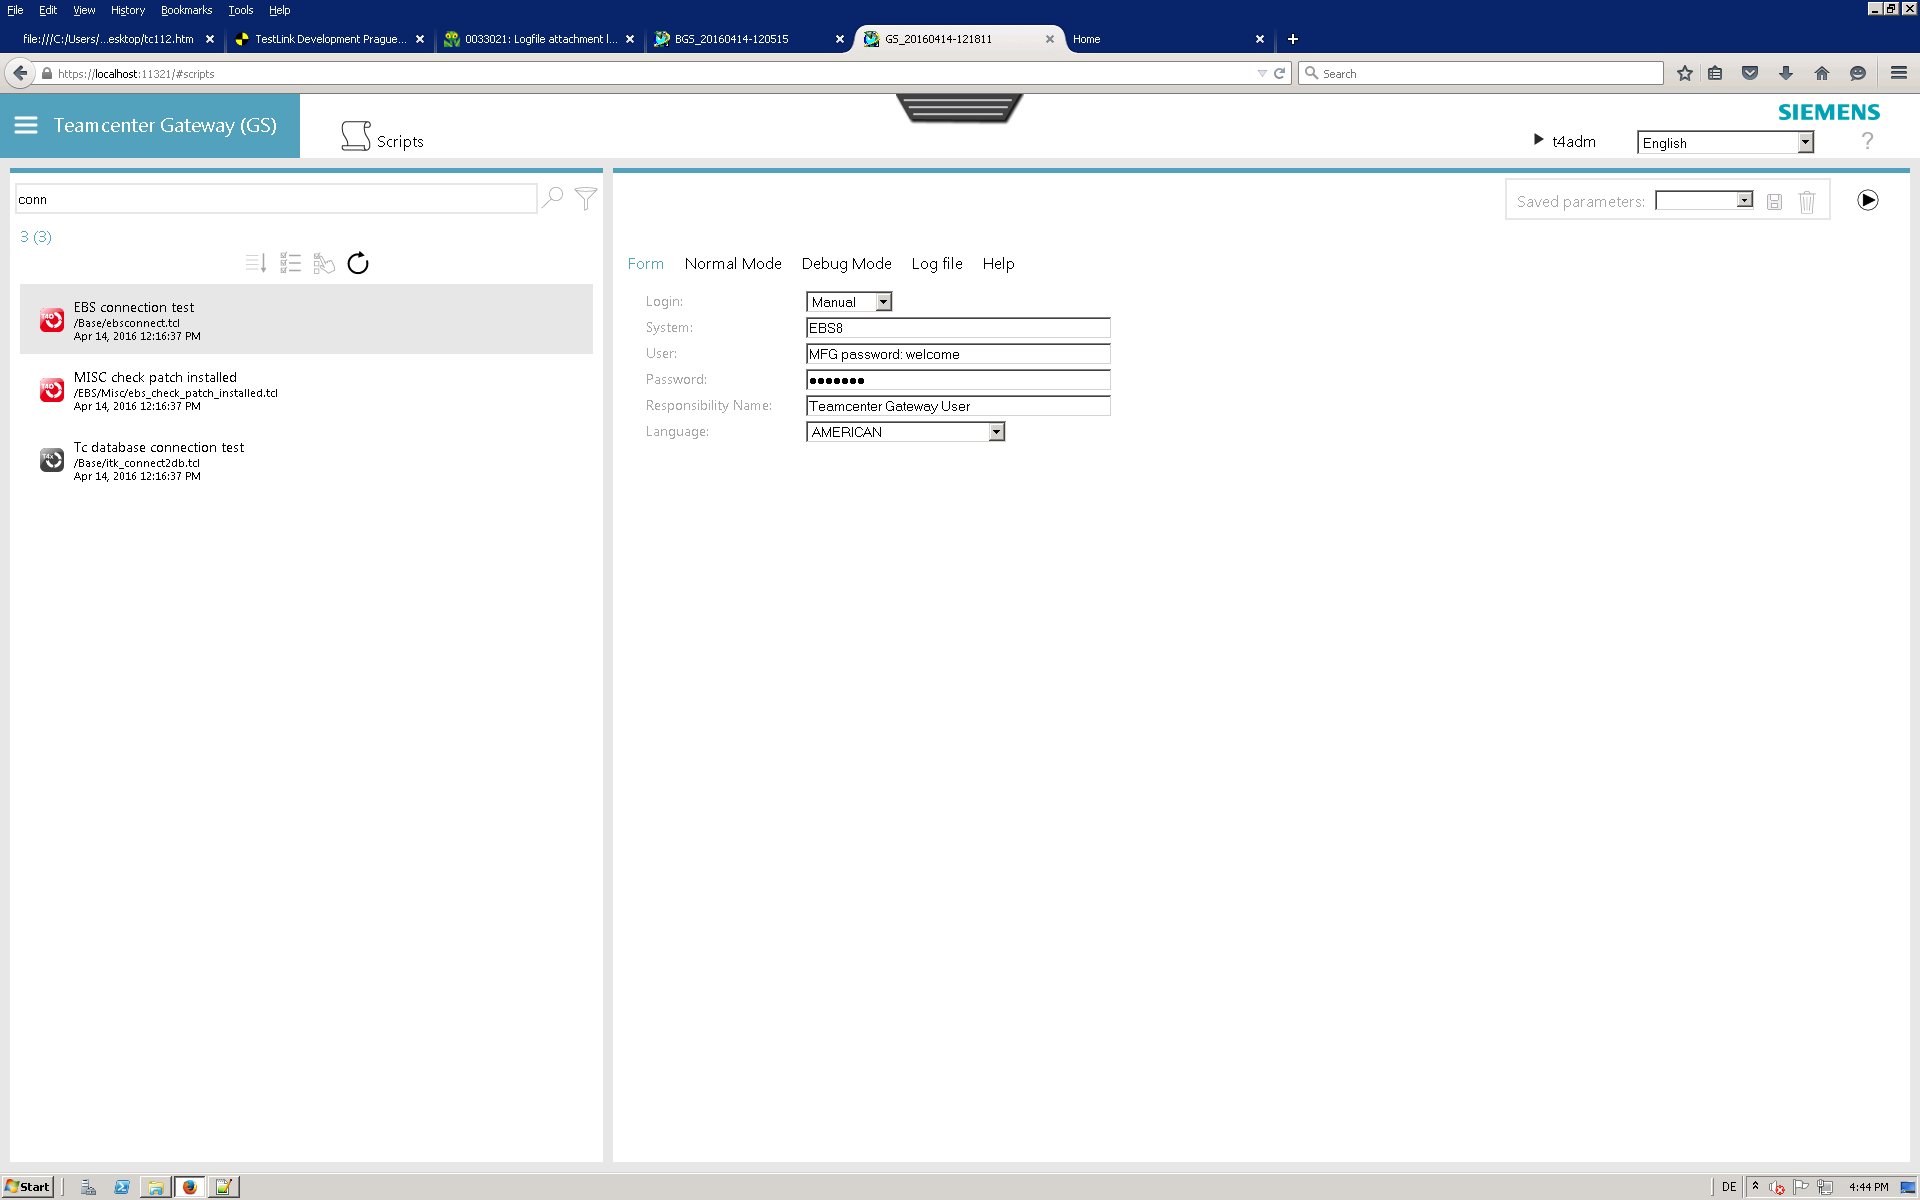 File Edit View History Bookmarks Tools Help
file:///C:/Users/...esktop/tc112.htm TestLink Development Prague... 0033021: Logfile attachment l... BGS_20160414-120515 GS_20160414-121811 Home
https://localhost:11321/#scripts Search
Teamcenter Gateway (GS) Scripts SIEMENS
t4adm English ?
conn
Saved parameters:
3 (3)
Form Normal Mode Debug Mode Log file Help
EBS connection test
/Base/ebsconnect.tcl
Apr 14, 2016 12:16:37 PM
MISC check patch installed
/EBS/Misc/ebs_check_patch_installed.tcl
Apr 14, 2016 12:16:37 PM
Tc database connection test
/Base/itk_connect2db.tcl
Apr 14, 2016 12:16:37 PM
Login: Manual
System: EBS8
User: MFG password: welcome
Password: ●●●●●●●
Responsibility Name: Teamcenter Gateway User
Language: AMERICAN
Start DE 4:44 PM